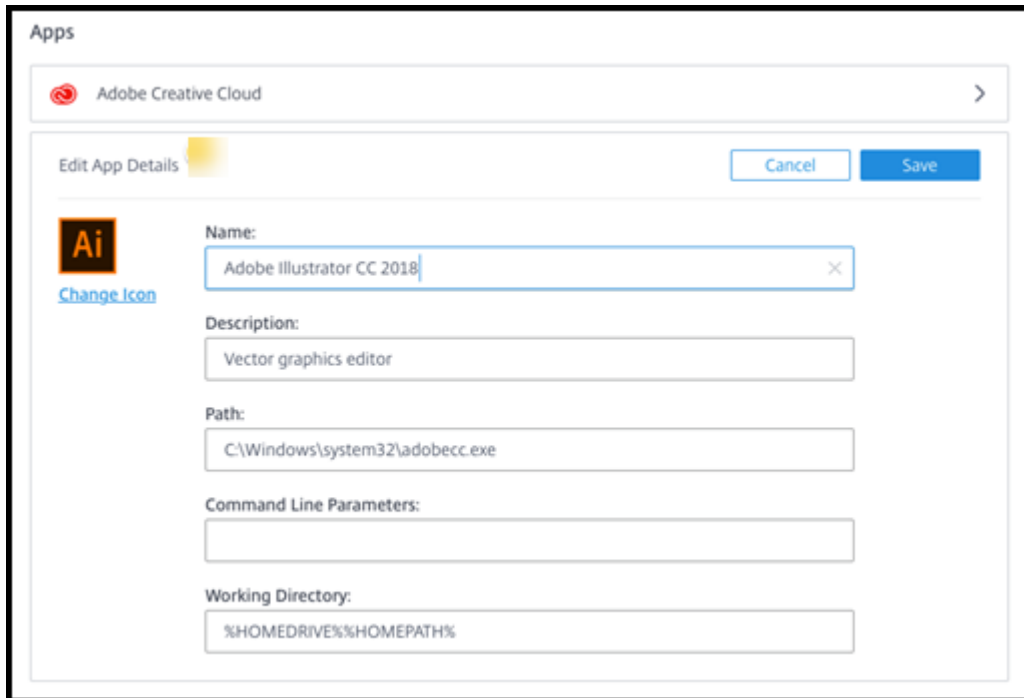 Apps
Adobe Creative Cloud
Edit App Details
Cancel
Save
Ai
Change Icon
Name:
Adobe Illustrator CC 2018
Description:
Vector graphics editor
Path:
C:\Windows\system32\adobecc.exe
Command Line Parameters:
Working Directory:
%HOMEDRIVE%%HOMEPATH%